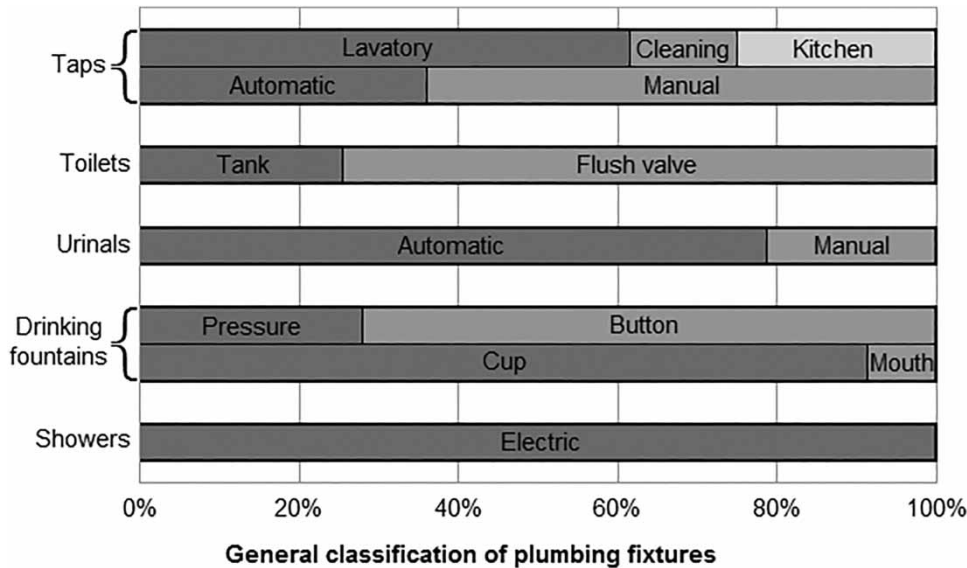 Taps
Lavatory Cleaning Kitchen
Automatic Manual
Toilets
Tank Flush valve
Urinals
Automatic Manual
Drinking
fountains
Pressure Button
Cup Mouth
Showers
Electric
0% 20% 40% 60% 80% 100%
General classification of plumbing fixtures